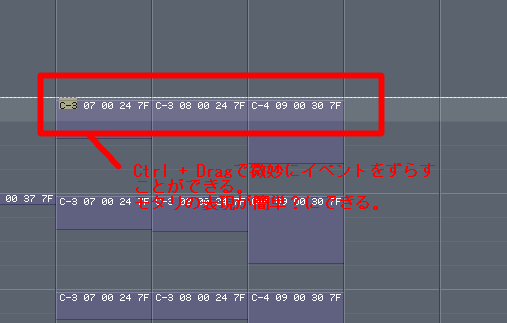 C-3 07 00 24 7F C-3 08 00 24 7F C-4 09 00 30 7F
Ctrl + Dragで微妙にイベントをずらす
ことができる。
モタリの表現が簡単？にできる。
00 37 7F C-3 07 00 24 7F C-3 09 00 24 7F C-4 09 00 30 7F
C-3 07 00 24 7F C-3 08 00 24 7F C-4 09 00 30 7F